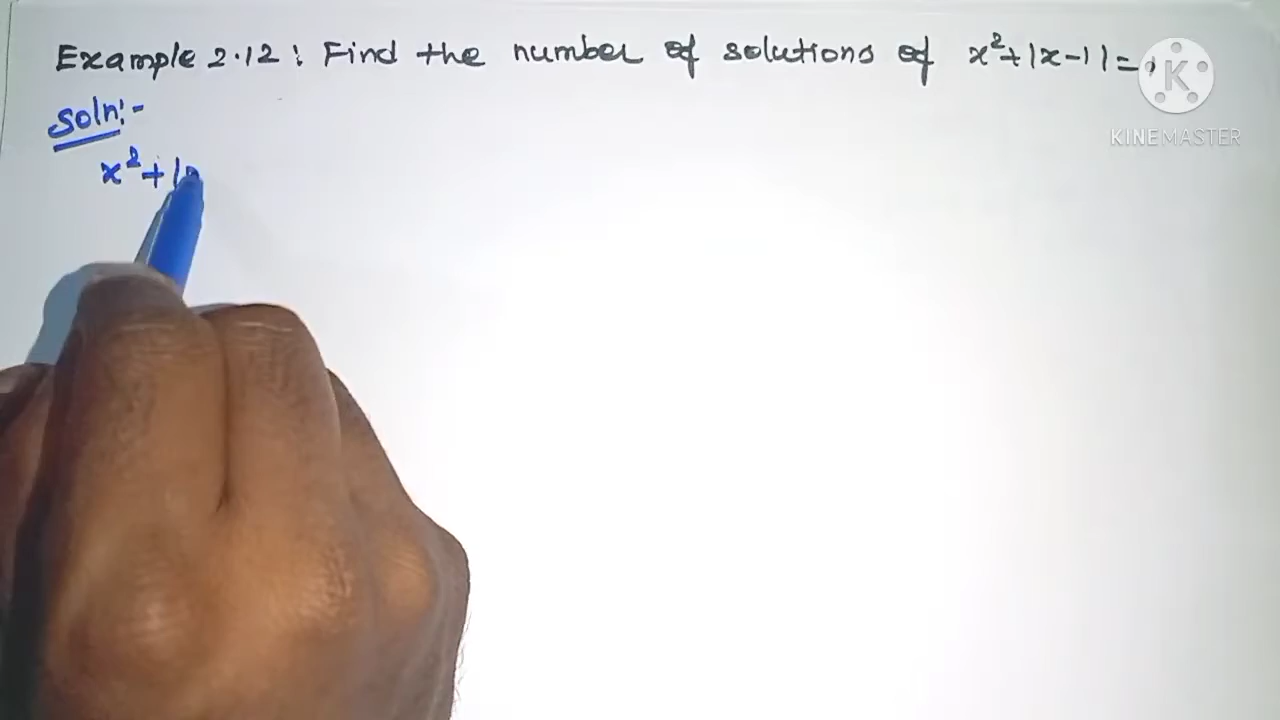 Example 2.12 : Find the number of solutions of x²+|x-1|=
K
KINEMASTER
Soln:-
x²+|